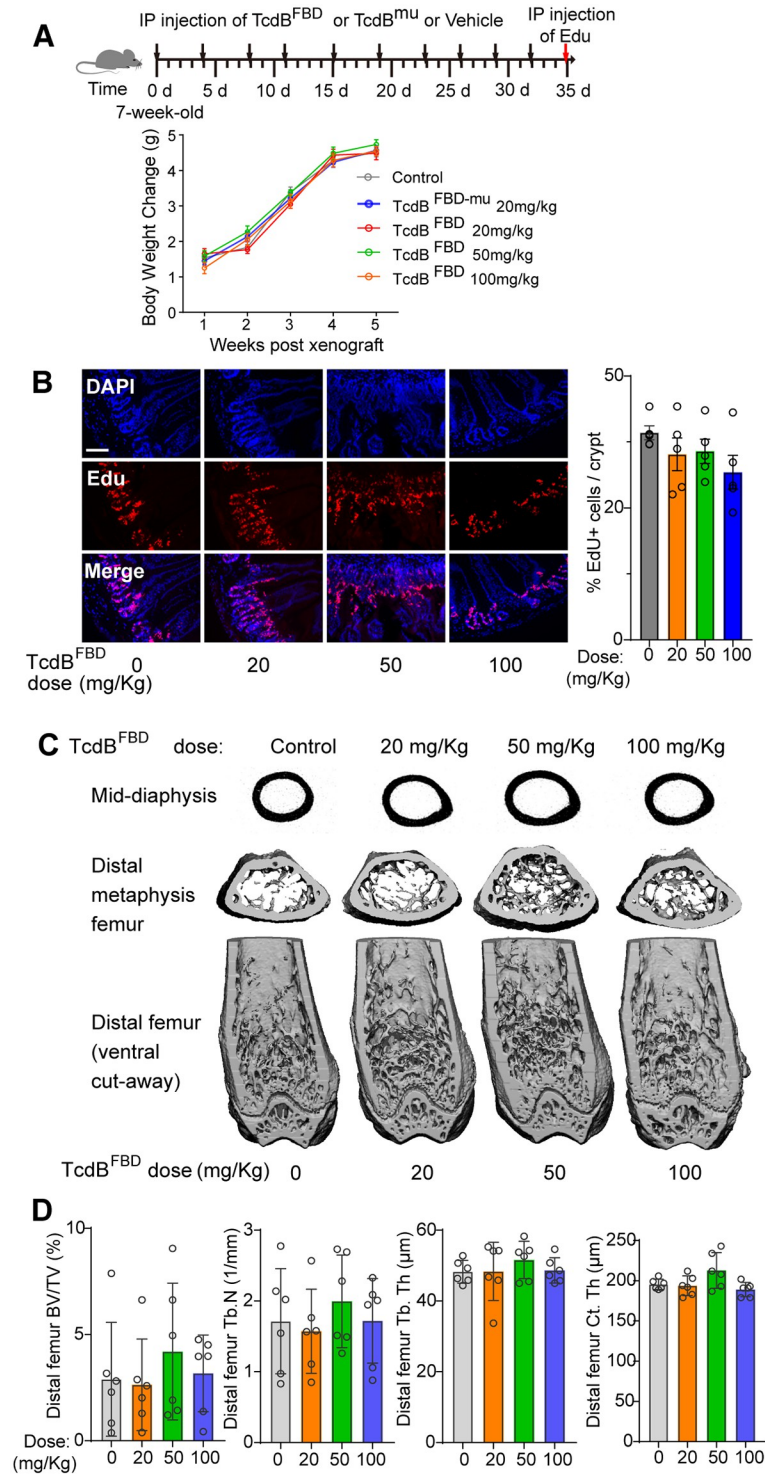 A
IP injection of TcdB^FBD or TcdB^mu or Vehicle
IP injection of Edu
Time
0 d 5 d 10 d 15 d 20 d 25 d 30 d 35 d
7-week-old
Body Weight Change (g)
5
4
3
2
1
0
1 2 3 4 5
Weeks post xenograft
Control
TcdB FBD-mu 20mg/kg
TcdB FBD 20mg/kg
TcdB FBD 50mg/kg
TcdB FBD 100mg/kg
B
DAPI
Edu
Merge
TcdB^FBD dose (mg/Kg)
0 20 50 100
% EdU+ cells / crypt
50
20
0
Dose: (mg/Kg)
0 20 50 100
C
TcdB^FBD dose: Control 20 mg/Kg 50 mg/Kg 100 mg/Kg
Mid-diaphysis
Distal
metaphysis
femur
Distal femur
(ventral
cut-away)
TcdB^FBD dose (mg/Kg) 0 20 50 100
D
Distal femur BV/TV (%)
10
5
0
Dose: (mg/Kg)
0 20 50 100
Distal femur Tb.N (1/mm)
3
2
1
0
0 20 50 100
Distal femur Tb. Th (μm)
60
40
20
0
0 20 50 100
Distal femur Ct. Th (μm)
250
200
150
100
50
0
0 20 50 100